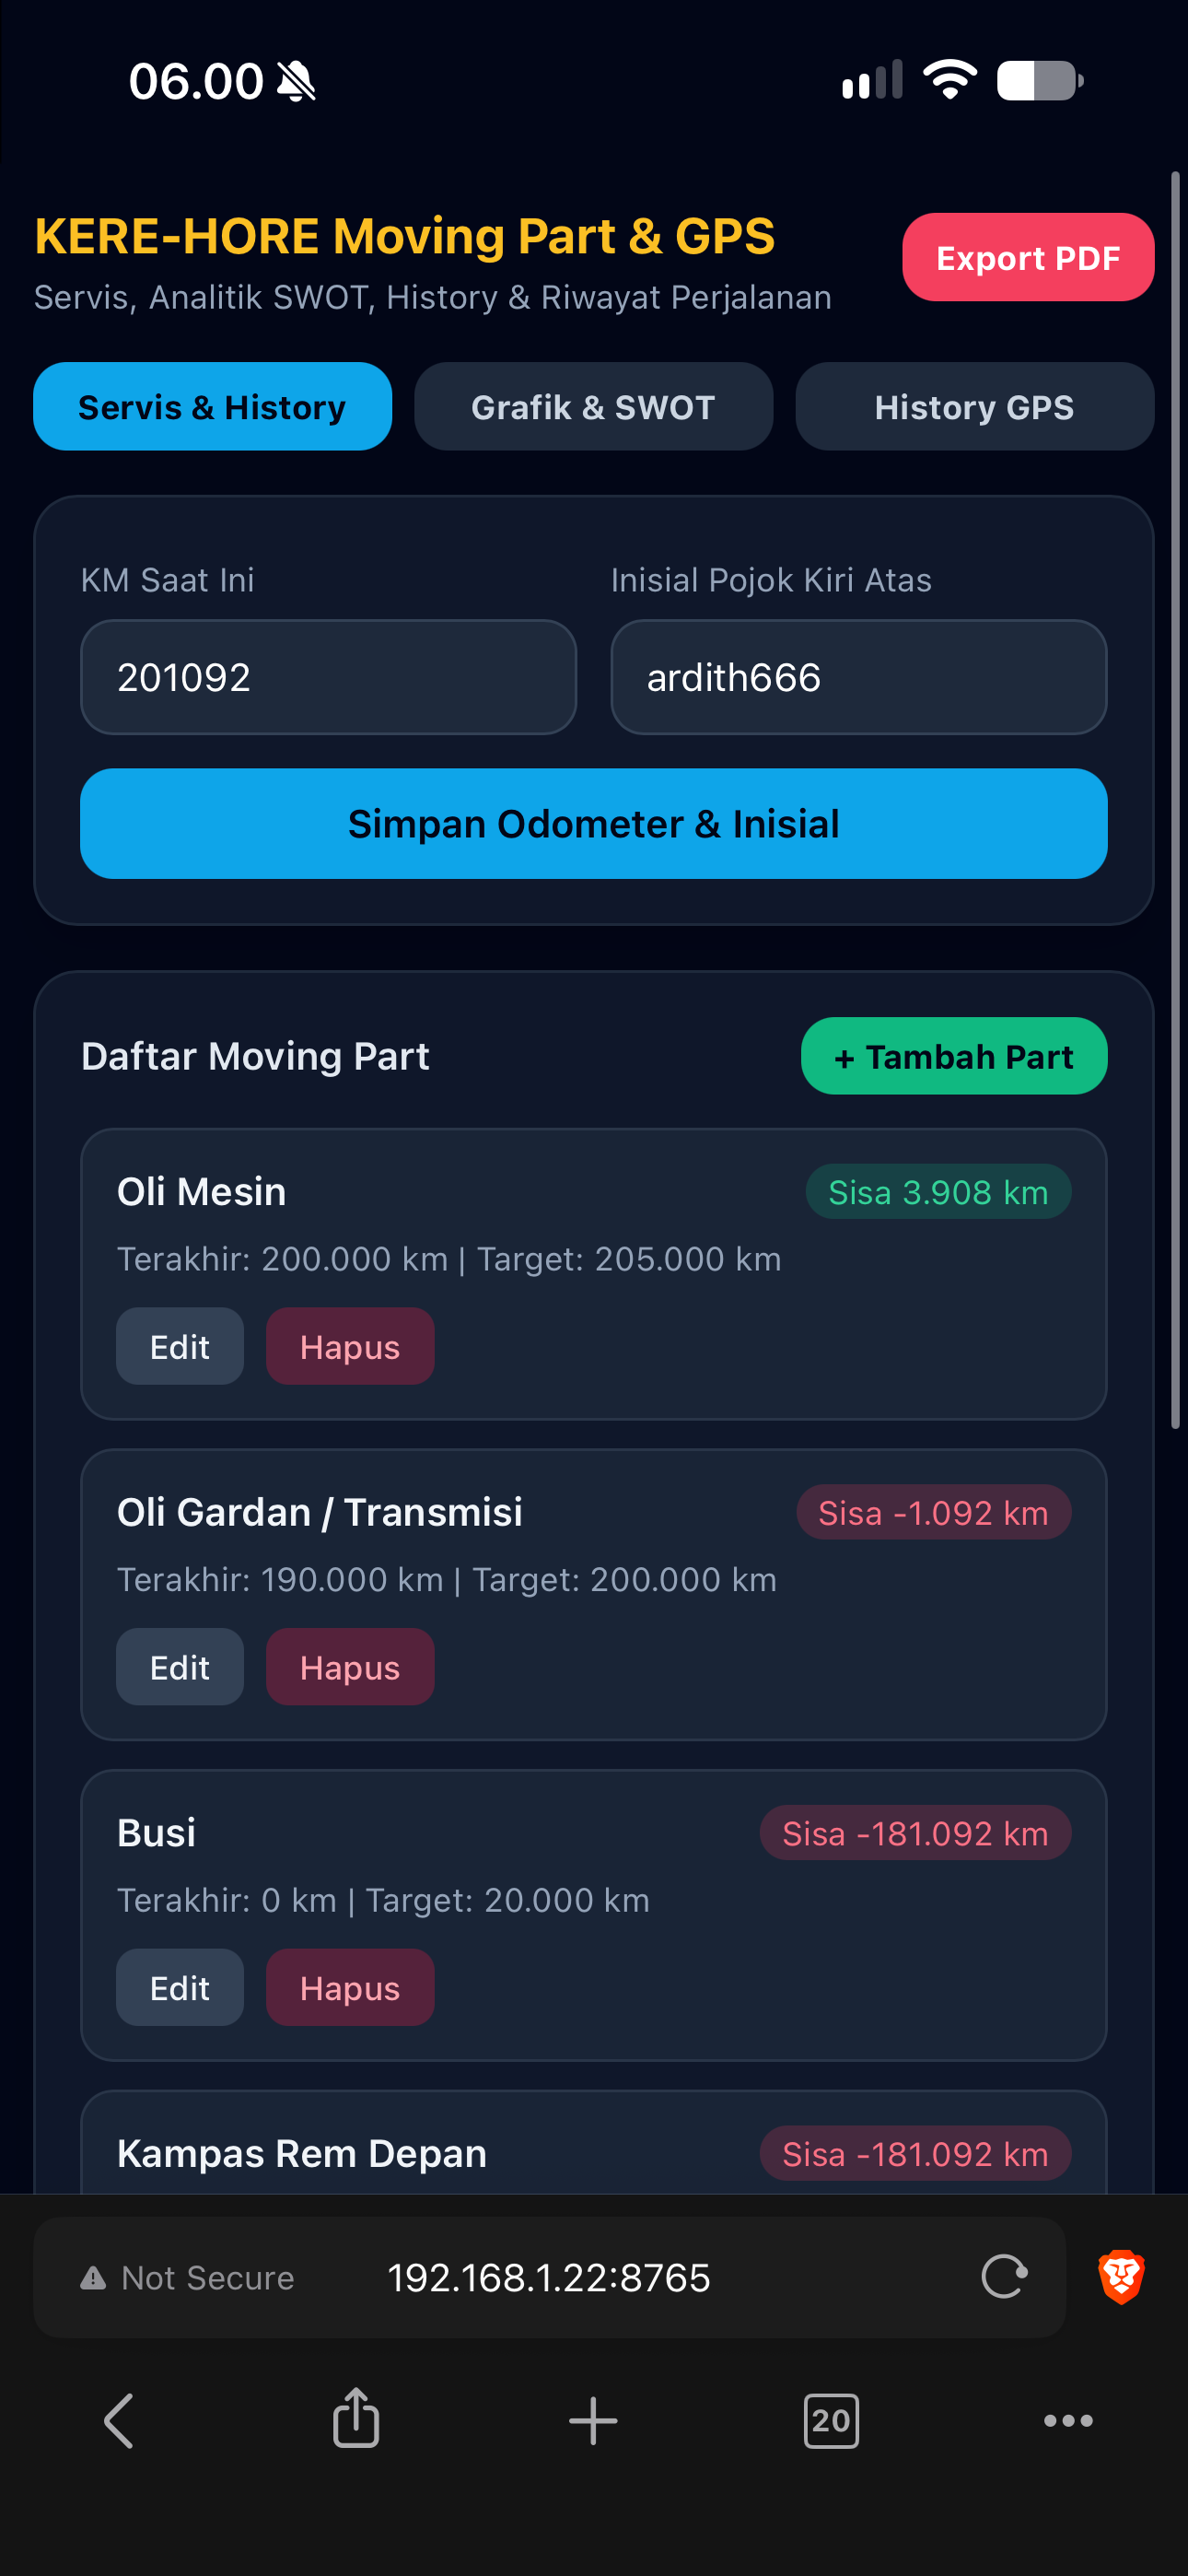 06.00
KERE-HORE Moving Part & GPS
Servis, Analitik SWOT, History & Riwayat Perjalanan
Export PDF
Servis & History
Grafik & SWOT
History GPS
KM Saat Ini
Inisial Pojok Kiri Atas
201092
ardith666
Simpan Odometer & Inisial
Daftar Moving Part
+ Tambah Part
Oli Mesin
Sisa 3.908 km
Terakhir: 200.000 km | Target: 205.000 km
Edit
Hapus
Oli Gardan / Transmisi
Sisa -1.092 km
Terakhir: 190.000 km | Target: 200.000 km
Edit
Hapus
Busi
Sisa -181.092 km
Terakhir: 0 km | Target: 20.000 km
Edit
Hapus
Kampas Rem Depan
Sisa -181.092 km
Not Secure
192.168.1.22:8765
20